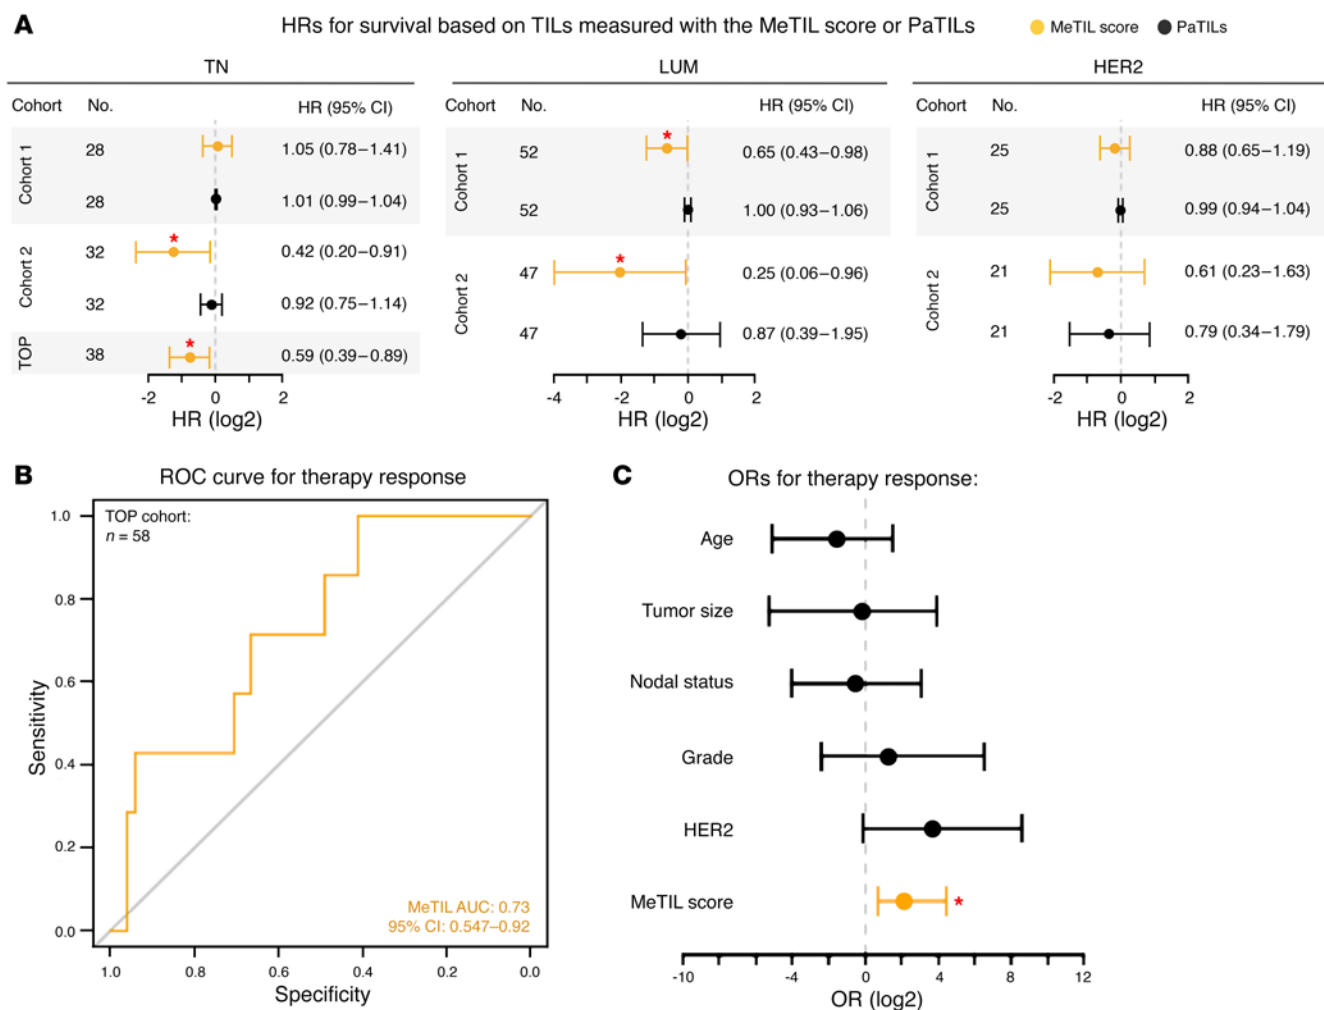 A
HRs for survival based on TILs measured with the MeTIL score or PaTILs
MeTIL score PaTILs
TN
Cohort No. HR (95% CI)
Cohort 1
28 * 1.05 (0.78–1.41)
28 1.01 (0.99–1.04)
Cohort 2
32 * 0.42 (0.20–0.91)
32 0.92 (0.75–1.14)
TOP
38 * 0.59 (0.39–0.89)
-2 0 2
HR (log2)
LUM
Cohort No. HR (95% CI)
Cohort 1
52 * 0.65 (0.43–0.98)
52 1.00 (0.93–1.06)
Cohort 2
47 * 0.25 (0.06–0.96)
47 0.87 (0.39–1.95)
-4 -2 0 2
HR (log2)
HER2
Cohort No. HR (95% CI)
Cohort 1
25 0.88 (0.65–1.19)
25 0.99 (0.94–1.04)
Cohort 2
21 0.61 (0.23–1.63)
21 0.79 (0.34–1.79)
-2 0 2
HR (log2)
B
ROC curve for therapy response
TOP cohort:
n = 58
Sensitivity
1.0
0.8
0.6
0.4
0.2
0.0
MeTIL AUC: 0.73
95% CI: 0.547–0.92
1.0 0.8 0.6 0.4 0.2 0.0
Specificity
C
ORs for therapy response:
Age
Tumor size
Nodal status
Grade
HER2
MeTIL score *
-10 -4 0 4 8 12
OR (log2)